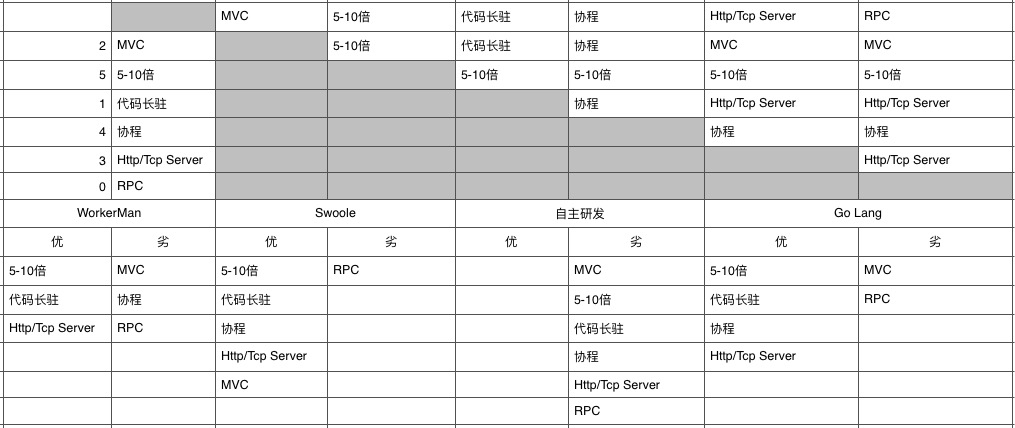 MVC 5-10倍 代码长驻 协程 Http/Tcp Server RPC
2 MVC 5-10倍 代码长驻 协程 MVC MVC
5 5-10倍 5-10倍 5-10倍 5-10倍 5-10倍
1 代码长驻 协程 Http/Tcp Server Http/Tcp Server
4 协程 协程 协程
3 Http/Tcp Server Http/Tcp Server
0 RPC
WorkerMan Swoole 自主研发 Go Lang
优 劣 优 劣 优 劣 优 劣
5-10倍 MVC 5-10倍 RPC MVC 5-10倍 MVC
代码长驻 协程 代码长驻 5-10倍 代码长驻 RPC
Http/Tcp Server RPC 协程 代码长驻 协程
Http/Tcp Server 协程 Http/Tcp Server
MVC Http/Tcp Server
RPC